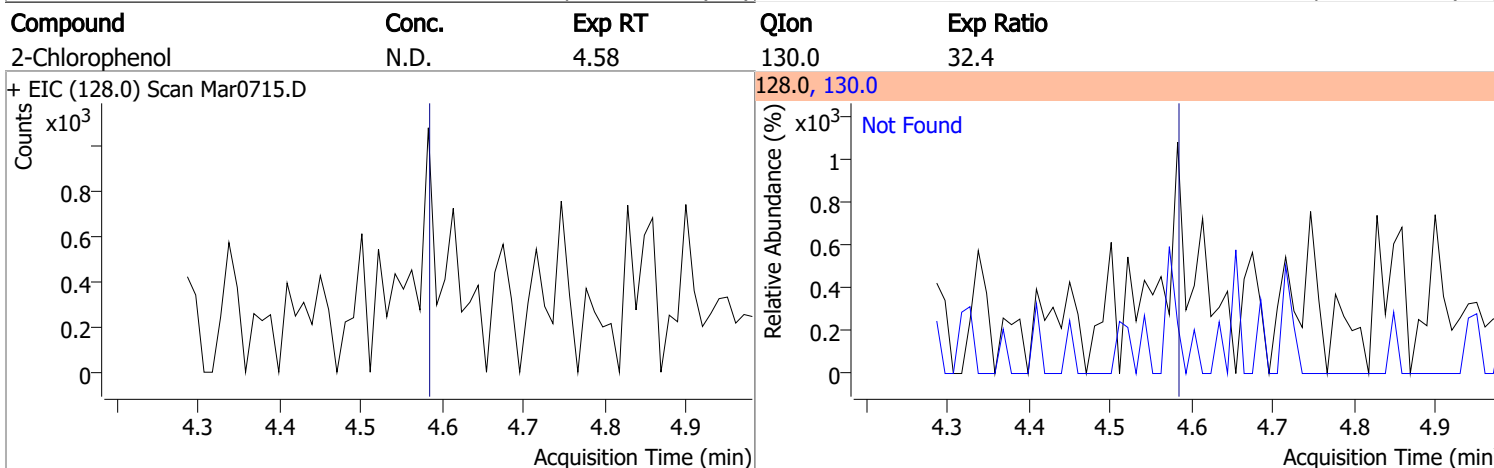 Compound Conc. Exp RT QIon Exp Ratio
2-Chlorophenol N.D. 4.58 130.0 32.4
+ EIC (128.0) Scan Mar0715.D
Counts
x10³
0.8
0.6
0.4
0.2
0
4.3 4.4 4.5 4.6 4.7 4.8 4.9
Acquisition Time (min)
128.0, 130.0
Relative Abundance (%)
x10³
Not Found
1
0.8
0.6
0.4
0.2
0
4.3 4.4 4.5 4.6 4.7 4.8 4.9
Acquisition Time (min)